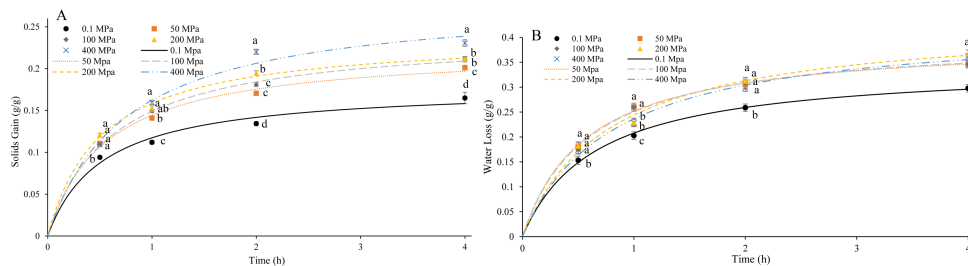 A
0.25
0.2
0.15
0.1
0.05
0
Solids Gain (g/g)
0.1 MPa
50 MPa
100 MPa
200 MPa
400 MPa
0.1 Mpa
50 Mpa
100 Mpa
200 Mpa
400 Mpa
a
a
b
c
d
a
a
ab
b
c
a
a
a
b
a
b
b
c
d
0
1
2
3
4
Time (h)
B
0.4
0.35
0.3
0.25
0.2
0.15
0.1
0.05
0
Water Loss (g/g)
0.1 MPa
50 MPa
100 MPa
200 MPa
400 MPa
0.1 Mpa
50 Mpa
100 Mpa
200 Mpa
400 Mpa
a
a
a
b
a
a
b
b
c
a
a
b
a
b
0
1
2
3
4
Time (h)